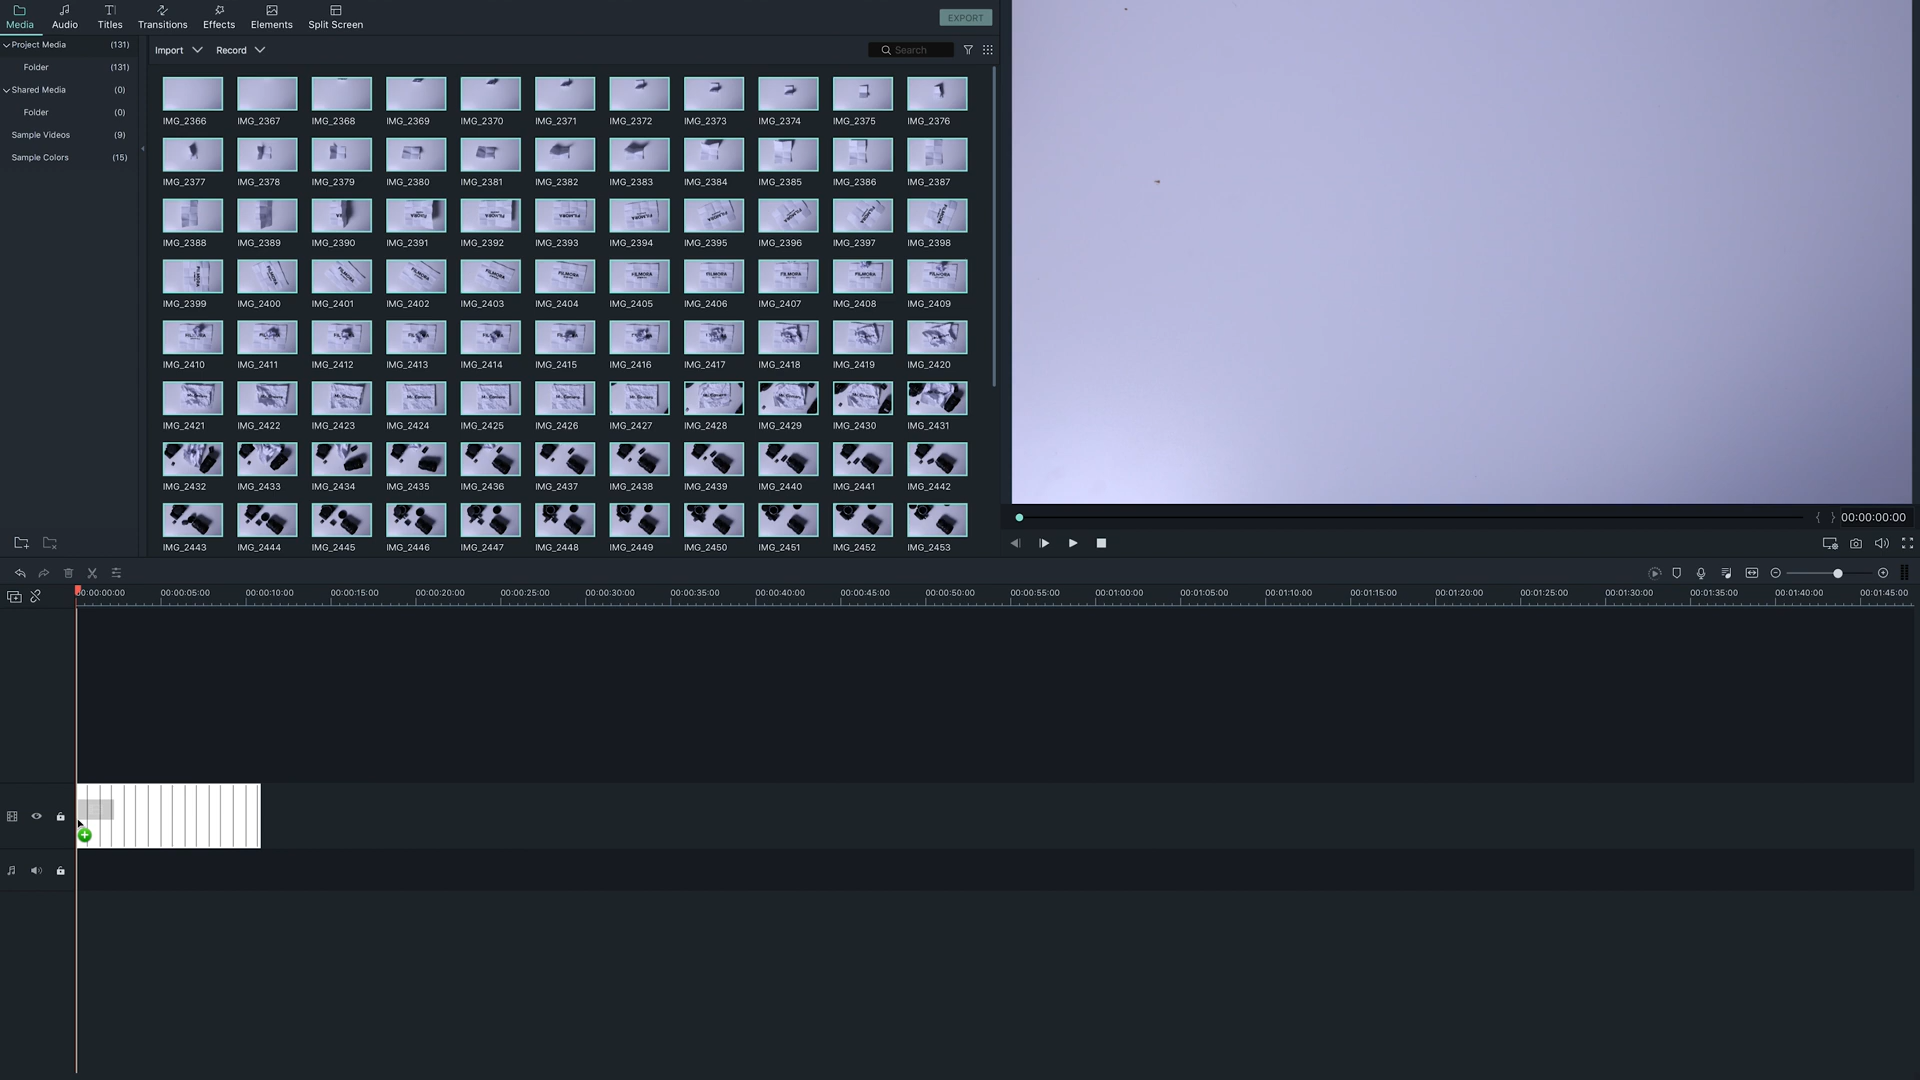 Media Audio Titles Transitions Effects Elements Split Screen EXPORT
Project Media (131)
Folder (131)
Shared Media (0)
Folder (0)
Sample Videos (9)
Sample Colors (15)
Import Record Search
IMG_2366 IMG_2367 IMG_2368 IMG_2369 IMG_2370 IMG_2371 IMG_2372 IMG_2373 IMG_2374 IMG_2375 IMG_2376
IMG_2377 IMG_2378 IMG_2379 IMG_2380 IMG_2381 IMG_2382 IMG_2383 IMG_2384 IMG_2385 IMG_2386 IMG_2387
IMG_2388 IMG_2389 IMG_2390 IMG_2391 IMG_2392 IMG_2393 IMG_2394 IMG_2395 IMG_2396 IMG_2397 IMG_2398
IMG_2399 IMG_2400 IMG_2401 IMG_2402 IMG_2403 IMG_2404 IMG_2405 IMG_2406 IMG_2407 IMG_2408 IMG_2409
IMG_2410 IMG_2411 IMG_2412 IMG_2413 IMG_2414 IMG_2415 IMG_2416 IMG_2417 IMG_2418 IMG_2419 IMG_2420
IMG_2421 IMG_2422 IMG_2423 IMG_2424 IMG_2425 IMG_2426 IMG_2427 IMG_2428 IMG_2429 IMG_2430 IMG_2431
IMG_2432 IMG_2433 IMG_2434 IMG_2435 IMG_2436 IMG_2437 IMG_2438 IMG_2439 IMG_2440 IMG_2441 IMG_2442
IMG_2443 IMG_2444 IMG_2445 IMG_2446 IMG_2447 IMG_2448 IMG_2449 IMG_2450 IMG_2451 IMG_2452 IMG_2453
{ } 00:00:00:00
00:00:00:00 00:00:05:00 00:00:10:00 00:00:15:00 00:00:20:00 00:00:25:00 00:00:30:00 00:00:35:00 00:00:40:00 00:00:45:00 00:00:50:00 00:00:55:00 00:01:00:00 00:01:05:00 00:01:10:00 00:01:15:00 00:01:20:00 00:01:25:00 00:01:30:00 00:01:35:00 00:01:40:00 00:01:45:00